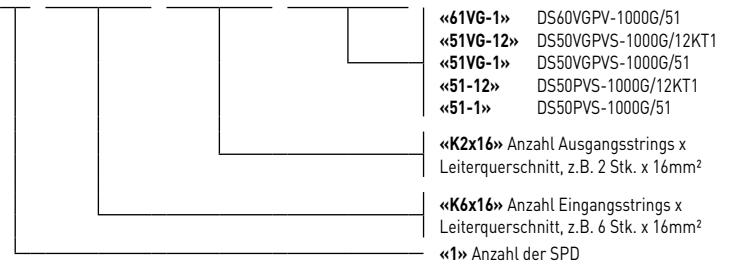 «61VG-1» DS60VGPV-1000G/51
«51VG-12» DS50VGPVS-1000G/12KT1
«51VG-1» DS50VGPVS-1000G/51
«51-12» DS50PVS-1000G/12KT1
«51-1» DS50PVS-1000G/51
«K2x16» Anzahl Ausgangsstrings x
Leiterquerschnitt, z.B. 2 Stk. x 16mm²
«K6x16» Anzahl Eingangsstrings x
Leiterquerschnitt, z.B. 6 Stk. x 16mm²
«1» Anzahl der SPD